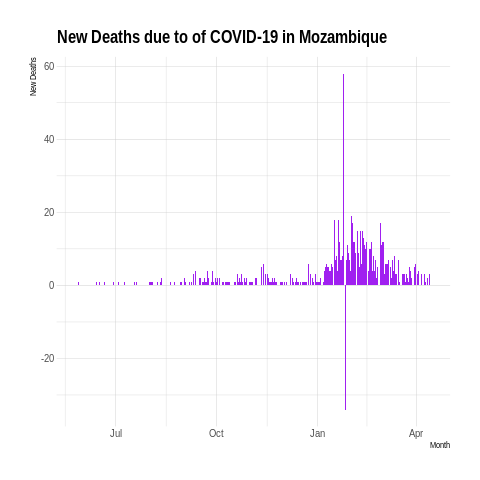 New Deaths due to of COVID-19 in Mozambique
New Deaths
60
40
20
0
-20
Jul Oct Jan Apr
Month